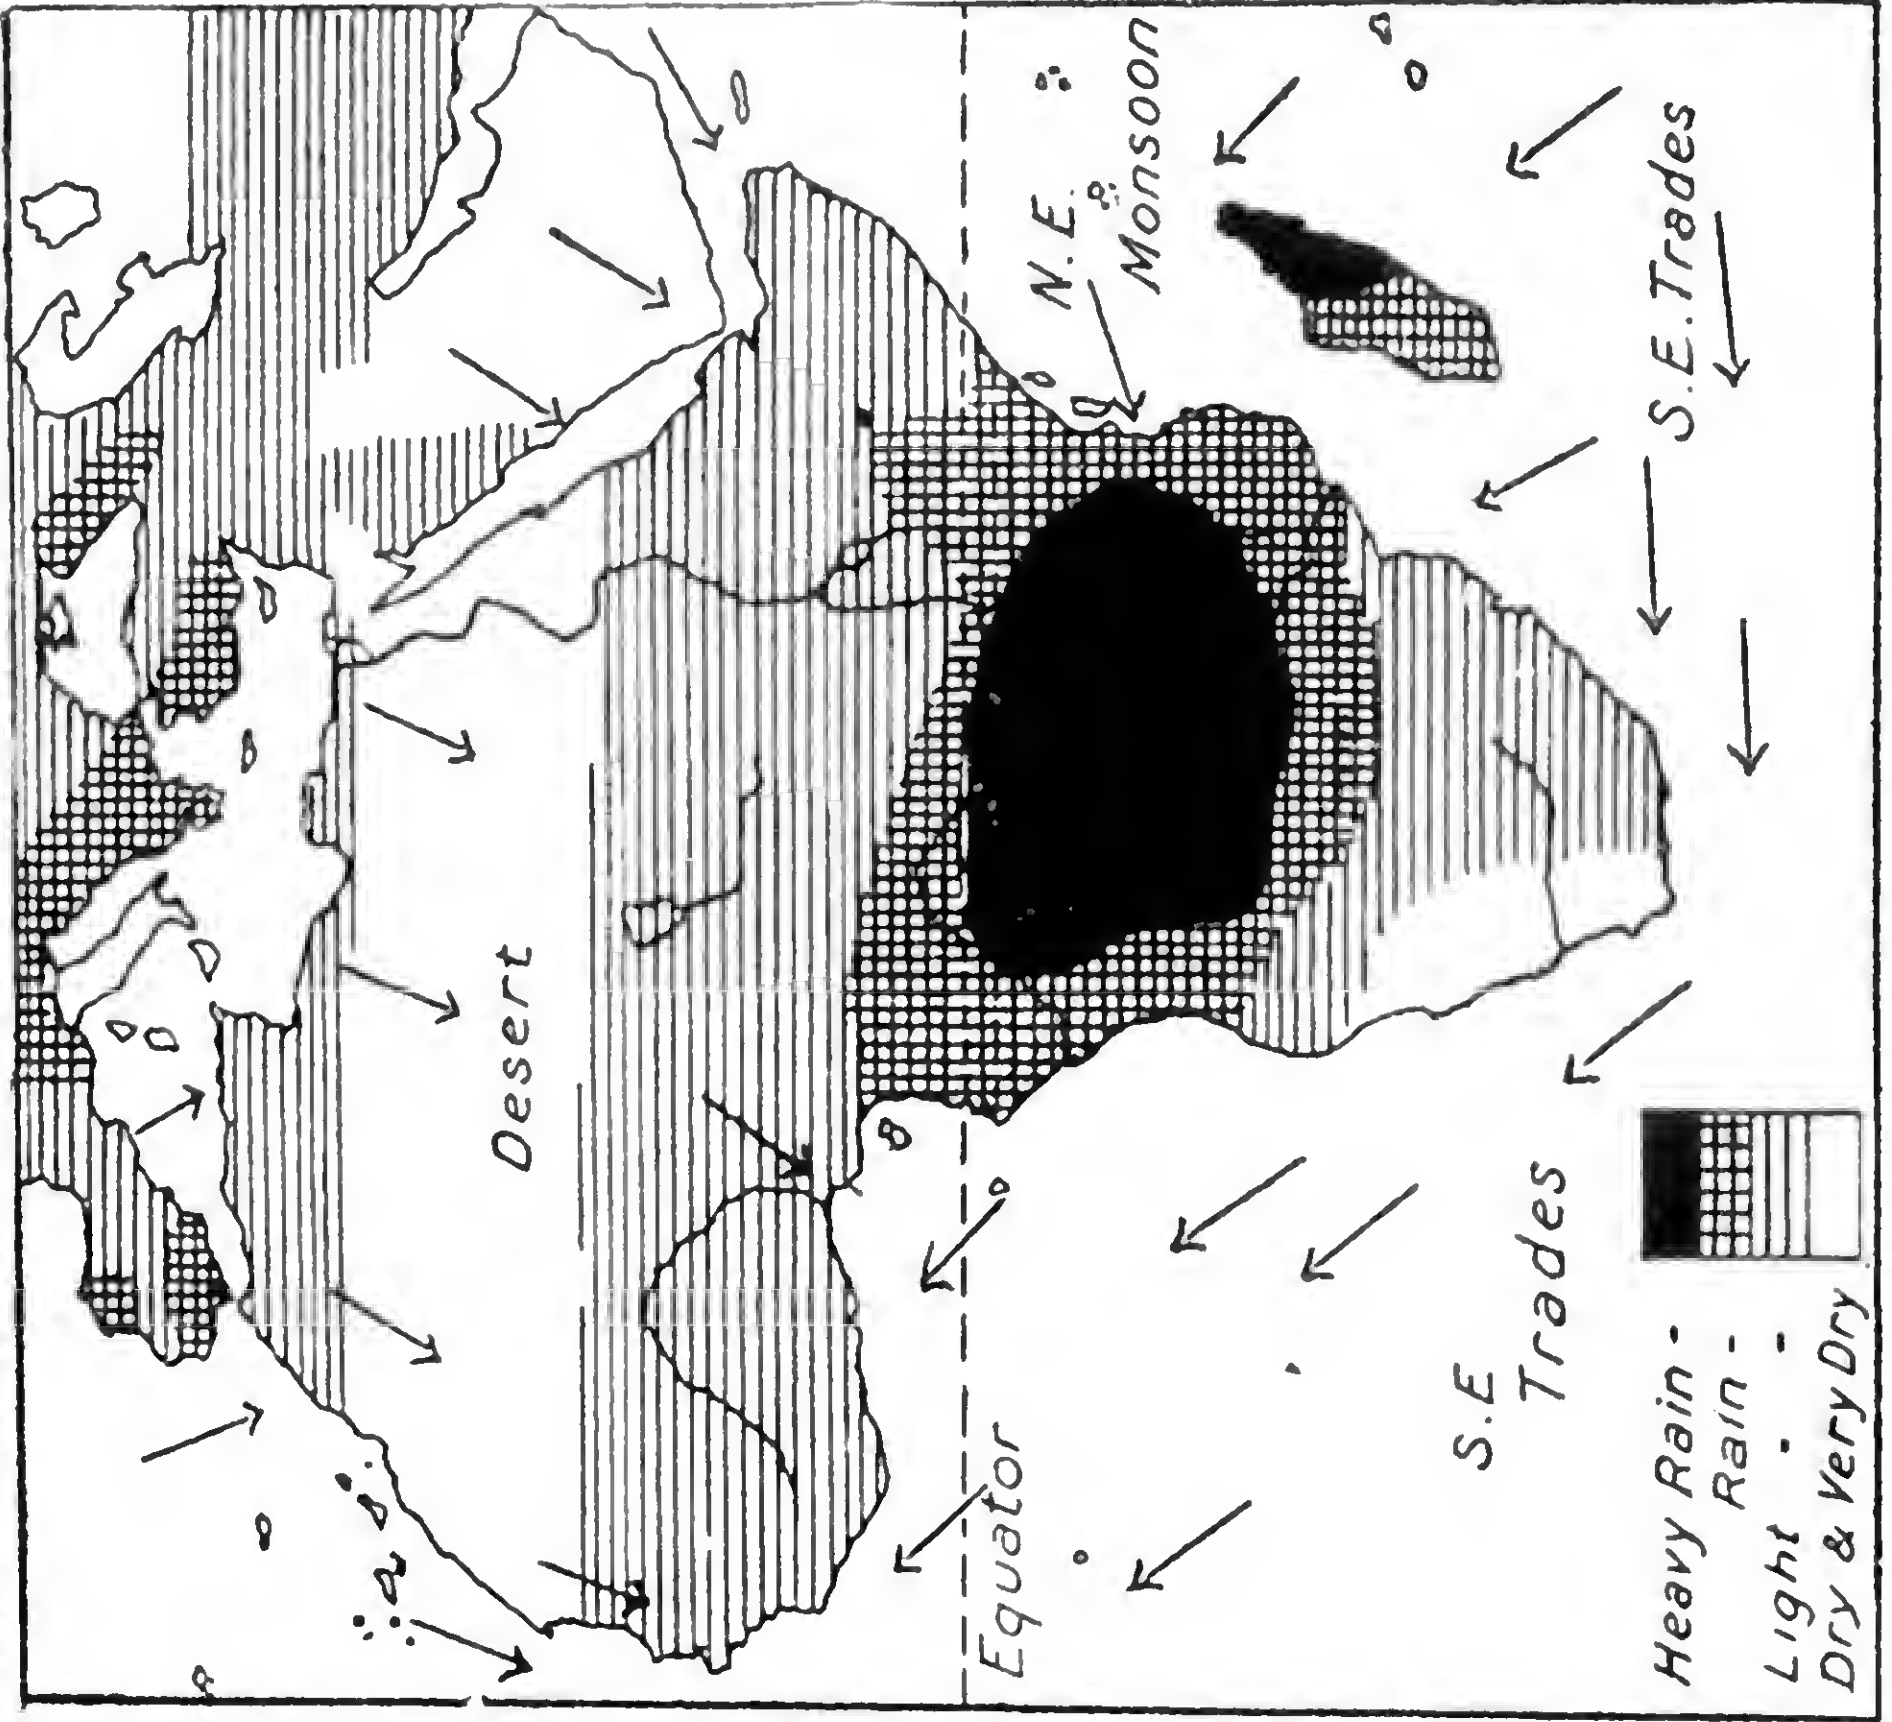 Desert
Equator
N.E.
Monsoon
S.E. Trades
S.E
Trades
Heavy Rain -
Rain -
Light - -
Dry & Very Dry